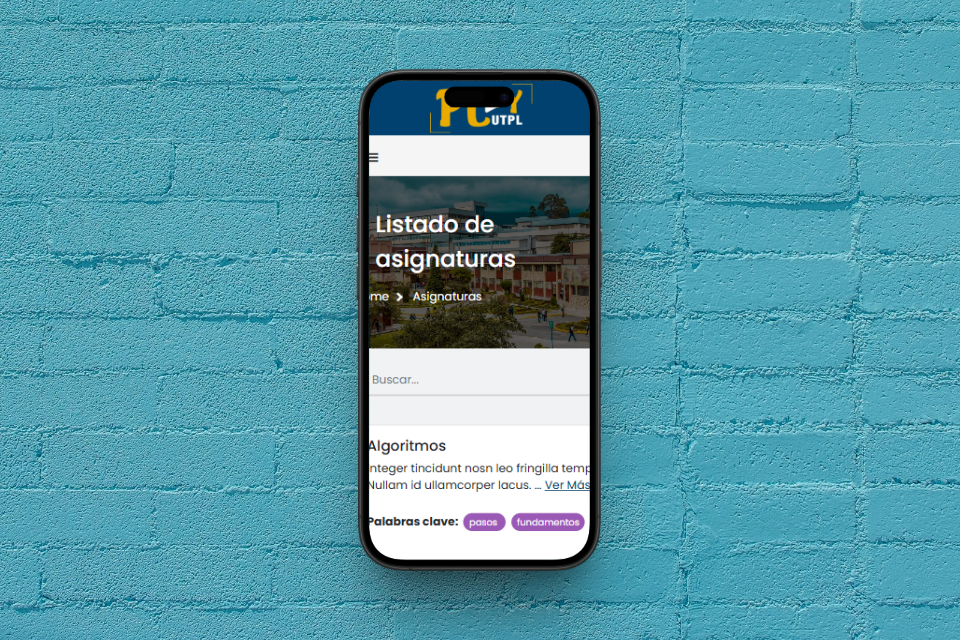 UTPL
Listado de
asignaturas
ome > Asignaturas
Buscar...
Algoritmos
nteger tincidunt nosn leo fringilla temp
Nullam id ullamcorper lacus. ... Ver Más
Palabras clave: pasos fundamentos